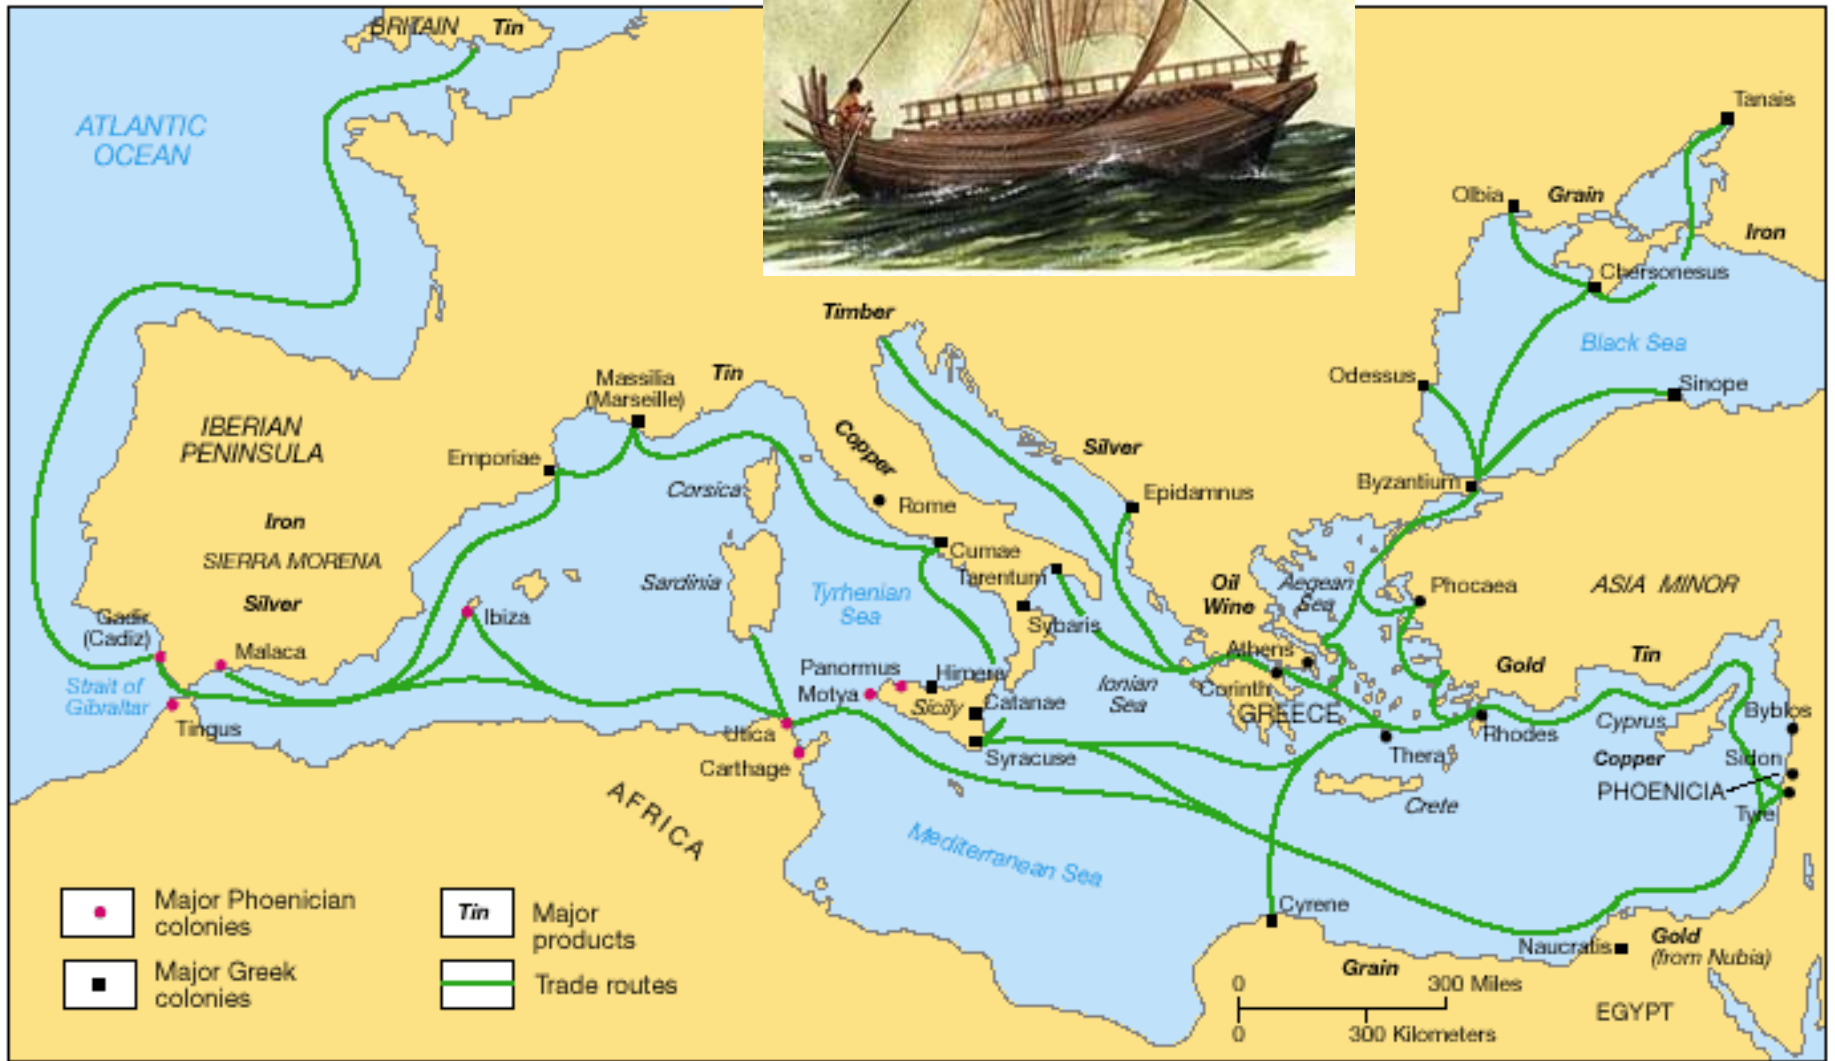 BRITAIN
Tin
ATLANTIC
OCEAN
Tanais
Olbia
Grain
Iron
Chersonesus
Black Sea
Timber
Massilia
(Marseille)
Tin
Odessus
Sinope
IBERIAN
PENINSULA
Copper
Silver
Emporiae
Corsica
Rome
Epidamnus
Byzantium
Iron
SIERRA MORENA
Silver
Sardinia
Tyrhenian
Sea
Cumae
Tarentum
Sybaris
Oil
Wine
Aegean
Sea
Phocaea
ASIA MINOR
Gadir
(Cadiz)
Ibiza
Malaca
Strait of
Gibraltar
Tingus
Panormus
Motya
Himera
Sicily
Catanae
Ionian
Sea
Athens
Corinth
GREECE
Gold
Tin
Utica
Carthage
Syracuse
Thera
Rhodes
Cyprus
Copper
Byblos
Sidon
PHOENICIA
Tyre
Crete
AFRICA
Mediterranean Sea
Cyrene
Naucratis
Gold
(from Nubia)
Grain
EGYPT
Major Phoenician
colonies
Tin
Major
products
Major Greek
colonies
Trade routes
0 300 Miles
0 300 Kilometers